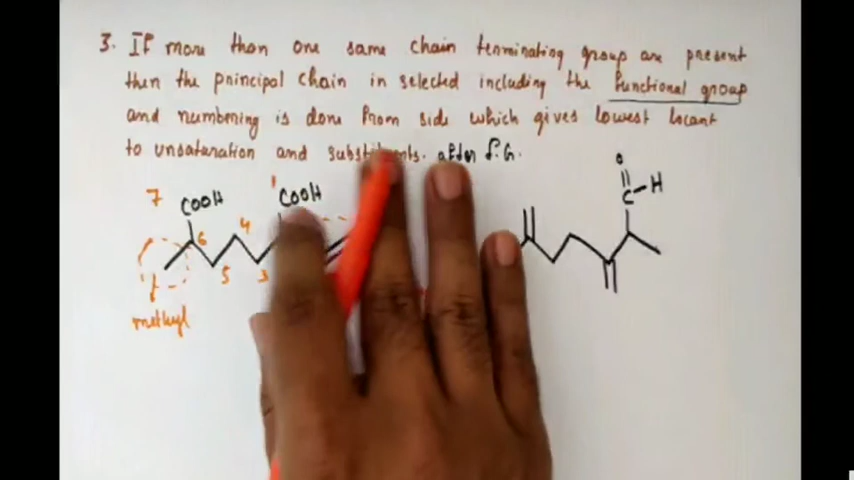 3. If more than one same chain terminating group are present
then the principal chain in selected including the functional group
and numbering is done from side which gives lowest locant
to unsaturation and substituents. after f.G.
O
7 COOH 1 COOH C H
6 4
5 3
methyl